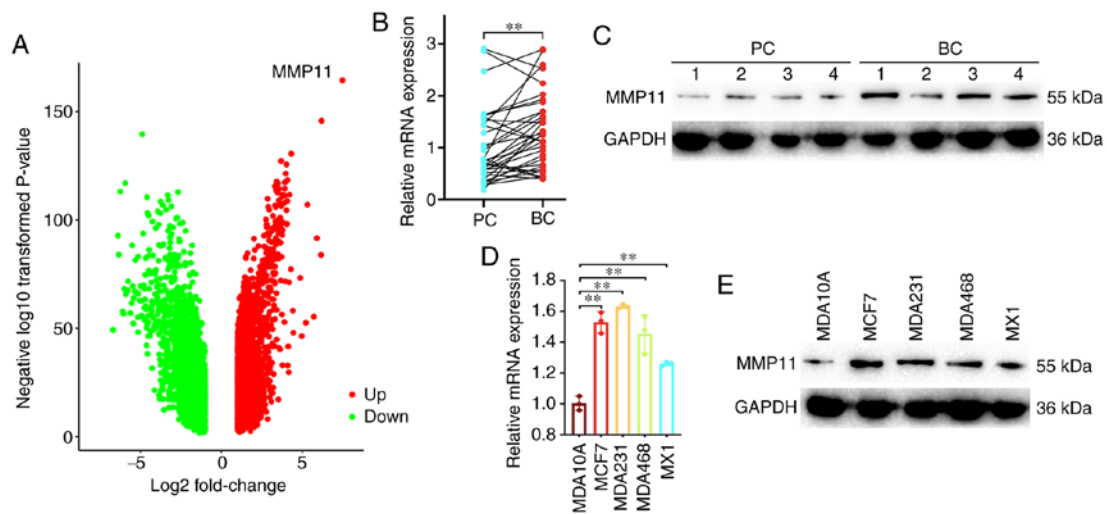 A
MMP11
Negative log10 transformed P-value
150
100
50
0
−5
0
5
Log2 fold-change
Up
Down
B
**
Relative mRNA expression
3
2
1
0
PC
BC
C
PC
BC
1 2 3 4 1 2 3 4
MMP11
55 kDa
GAPDH
36 kDa
D
**
**
**
**
Relative mRNA expression
1.8
1.6
1.4
1.2
1.0
0.8
MDA10A
MCF7
MDA231
MDA468
MX1
E
MDA10A
MCF7
MDA231
MDA468
MX1
MMP11
55 kDa
GAPDH
36 kDa